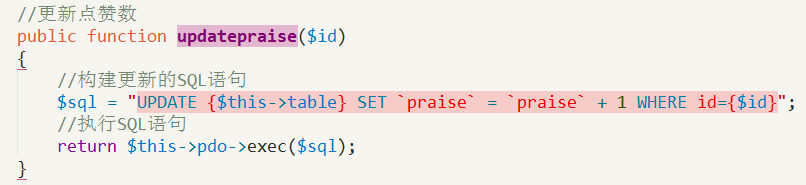 //更新点赞数
public function updatepraise($id)
{
//构建更新的SQL语句
$sql = "UPDATE {$this->table} SET `praise` = `praise` + 1 WHERE id={$id}";
//执行SQL语句
return $this->pdo->exec($sql);
}